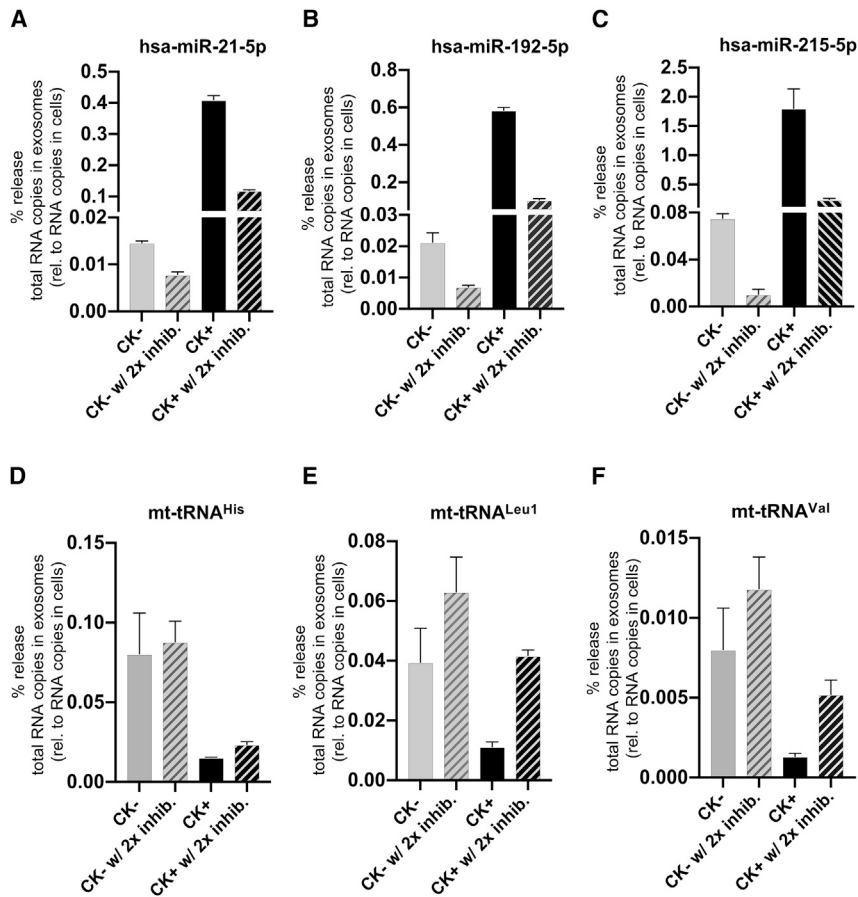 A
hsa-miR-21-5p
% release
total RNA copies in exosomes
(rel. to RNA copies in cells)
0.5
0.4
0.3
0.2
0.1
0.02
0.01
0.00
CK-
CK- w/ 2x inhib.
CK+
CK+ w/ 2x inhib.
B
hsa-miR-192-5p
% release
total RNA copies in exosomes
(rel. to RNA copies in cells)
0.8
0.6
0.4
0.2
0.03
0.02
0.01
0.00
CK-
CK- w/ 2x inhib.
CK+
CK+ w/ 2x inhib.
C
hsa-miR-215-5p
% release
total RNA copies in exosomes
(rel. to RNA copies in cells)
2.5
2.0
1.5
1.0
0.5
0.08
0.04
0.00
CK-
CK- w/ 2x inhib.
CK+
CK+ w/ 2x inhib.
D
mt-tRNAHis
% release
total RNA copies in exosomes
(rel. to RNA copies in cells)
0.15
0.10
0.05
0.00
CK-
CK- w/ 2x inhib.
CK+
CK+ w/ 2x inhib.
E
mt-tRNALeu1
% release
total RNA copies in exosomes
(rel. to RNA copies in cells)
0.08
0.06
0.04
0.02
0.00
CK-
CK- w/ 2x inhib.
CK+
CK+ w/ 2x inhib.
F
mt-tRNAVal
% release
total RNA copies in exosomes
(rel. to RNA copies in cells)
0.015
0.010
0.005
0.000
CK-
CK- w/ 2x inhib.
CK+
CK+ w/ 2x inhib.